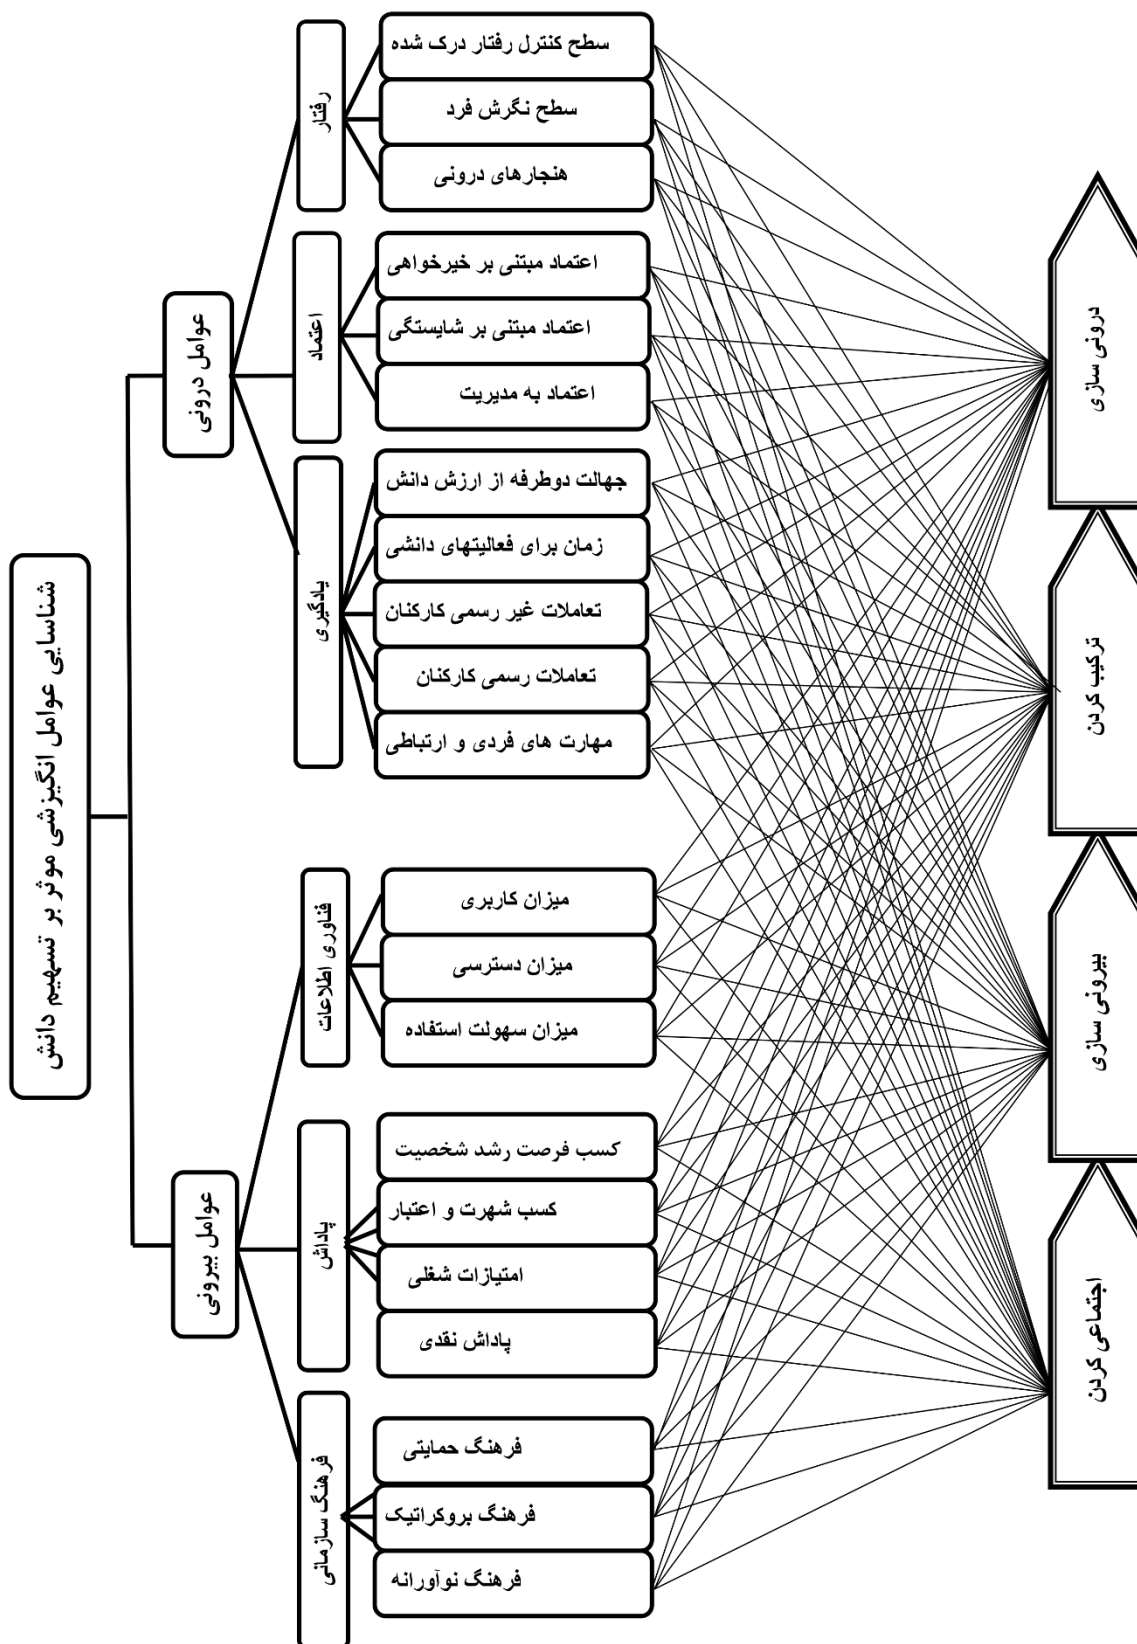 شناسایی عوامل انگیزشی موثر بر تسهیم دانش
عوامل درونی
رفتار
سطح کنترل رفتار درک شده
سطح نگرش فرد
هنجارهای درونی
اعتماد
اعتماد مبتنی بر خیرخواهی
اعتماد مبتنی بر شایستگی
اعتماد به مدیریت
یادگیری
جهالت دوطرفه از ارزش دانش
زمان برای فعالیتهای دانشی
تعاملات غیر رسمی کارکنان
تعاملات رسمی کارکنان
مهارت های فردی و ارتباطی
عوامل بیرونی
فناوری اطلاعات
میزان کاربری
میزان دسترسی
میزان سهولت استفاده
پاداش
کسب فرصت رشد شخصیت
کسب شهرت و اعتبار
امتیازات شغلی
پاداش نقدی
فرهنگ سازمانی
فرهنگ حمایتی
فرهنگ بروکراتیک
فرهنگ نوآورانه
درونی سازی
ترکیب کردن
بیرونی سازی
اجتماعی کردن